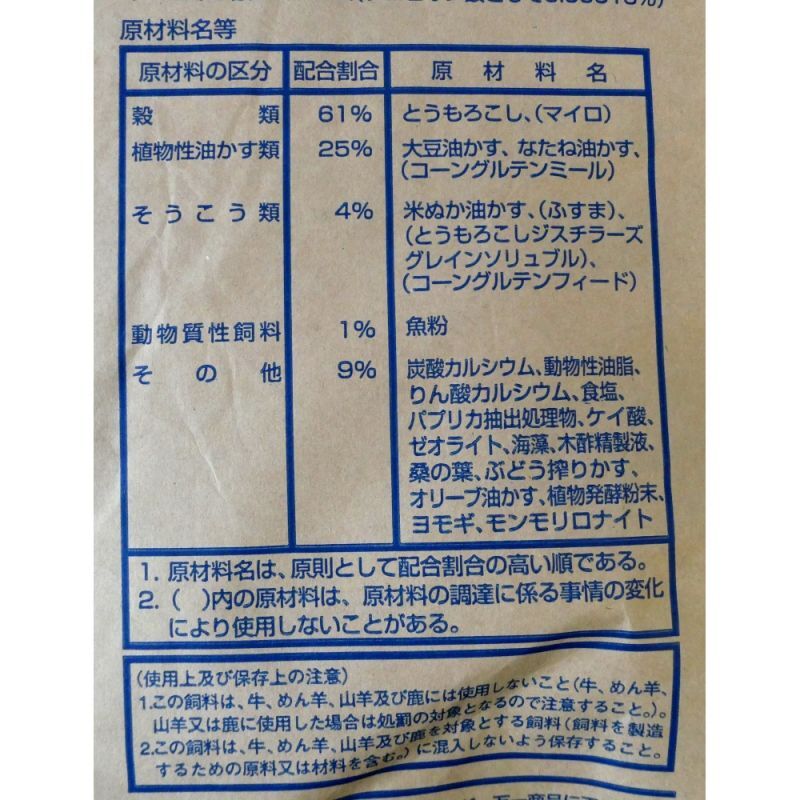 原材料名等
原材料の区分 配合割合 原材料名
穀類 61% とうもろこし、(マイロ)
植物性油かす類 25% 大豆油かす、なたね油かす、
(コーングルテンミール)
そうこう類 4% 米ぬか油かす、(ふすま)、
(とうもろこしジスチラーズ
グレインソリュブル)、
(コーングルテンフィード)
動物質性飼料 1% 魚粉
その他 9% 炭酸カルシウム、動物性油脂、
りん酸カルシウム、食塩、
パプリカ抽出処理物、ケイ酸、
ゼオライト、海藻、木酢精製液、
桑の葉、ぶどう搾りかす、
オリーブ油かす、植物発酵粉末、
ヨモギ、モンモリロナイト
1. 原材料名は、原則として配合割合の高い順である。
2. ( )内の原材料は、原材料の調達に係る事情の変化
により使用しないことがある。
(使用上及び保存上の注意)
1.この飼料は、牛、めん羊、山羊及び鹿には使用しないこと(牛、めん羊、
山羊又は鹿に使用した場合は処罰の対象となるので注意すること。)。
2.この飼料は、牛、めん羊、山羊及び鹿を対象とする飼料(飼料を製造
するための原料又は材料を含む。)に混入しないよう保存すること。